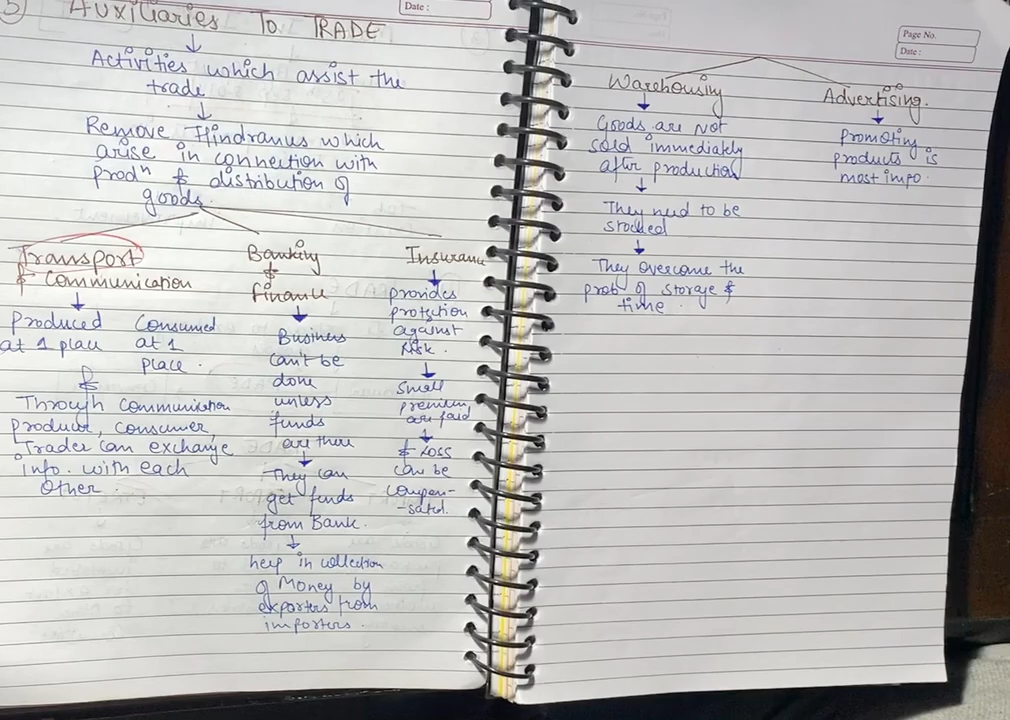 5) AUXILIARIES TO TRADE
Date :
Activities which assist the
trade
Remove Hindrances which
arise in connection with
prodⁿ & distribution of
goods.
Transport
& Communication
Produced
at 1 place
Consumed
at 1
place.
&
Through communication
producer, consumer,
Trader can exchange
info. with each
other.
Banking
&
Finance
Business
can't be
done
unless
funds
are there
They can
get funds
from Bank.
help in collection
of Money by
exporters from
importers.
Insurance
provides
protection
against
Risk.
Small
premium
are paid
& Loss
can be
compen-
-sated.
Page No.
Date :
Warehousing
Goods are Not
sold immediately
after production
They need to be
stocked
They overcome the
prob. of storage &
time.
Advertising.
Promoting
products is
most impo.